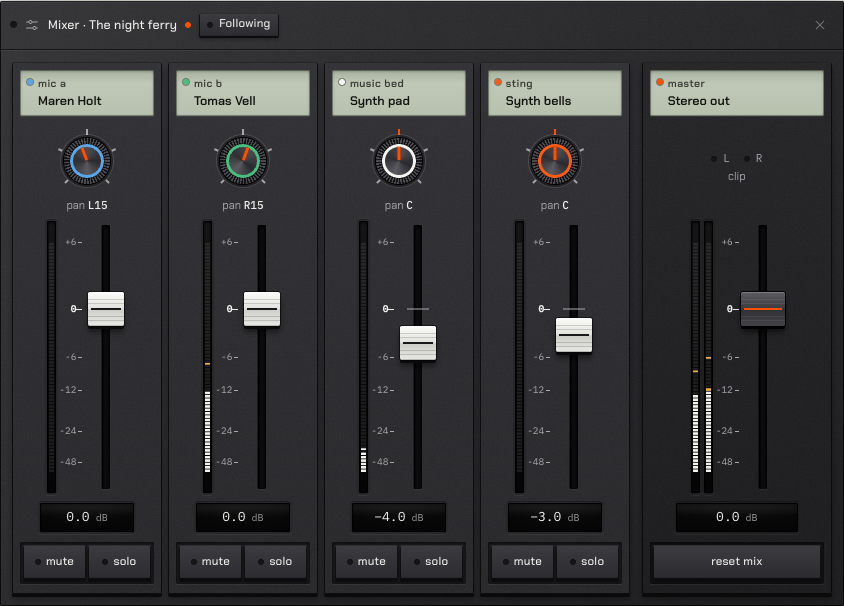 Mixer · The night ferry
Following
mic a
Maren Holt
pan L15
+6
0
-6
-12
-24
-48
0.0 dB
mute
solo
mic b
Tomas Vell
pan R15
+6
0
-6
-12
-24
-48
0.0 dB
mute
solo
music bed
Synth pad
pan C
+6
0
-6
-12
-24
-48
−4.0 dB
mute
solo
sting
Synth bells
pan C
+6
0
-6
-12
-24
-48
−3.0 dB
mute
solo
master
Stereo out
L R
clip
+6
0
-6
-12
-24
-48
0.0 dB
reset mix